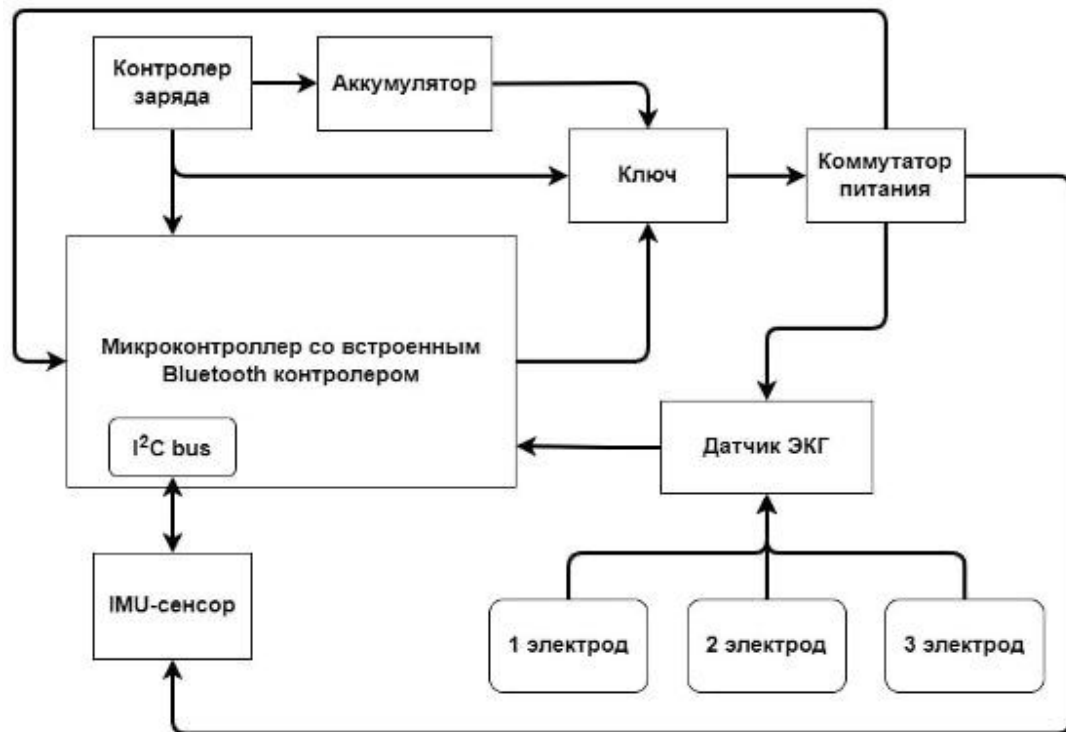 Контролер
заряда
Аккумулятор
Ключ
Коммутатор
питания
Микроконтроллер со встроенным
Bluetooth контролером
I²C bus
Датчик ЭКГ
IMU-сенсор
1 электрод
2 электрод
3 электрод